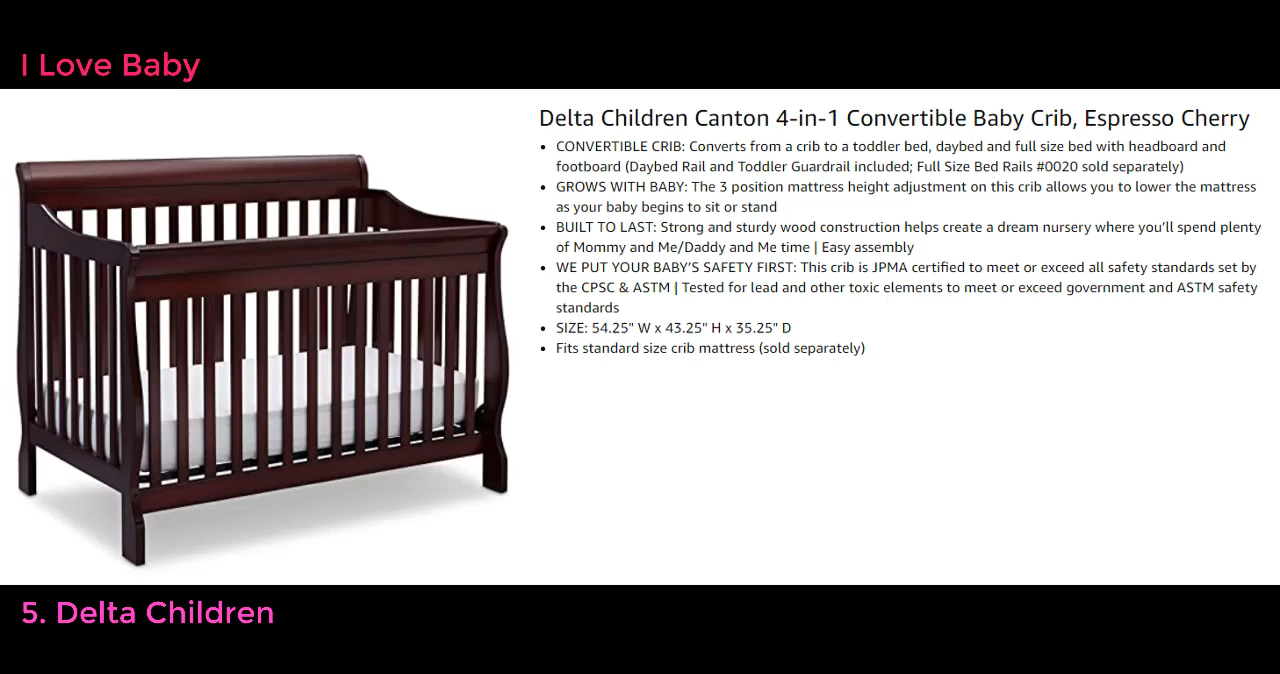 I Love Baby
Delta Children Canton 4-in-1 Convertible Baby Crib, Espresso Cherry
• CONVERTIBLE CRIB: Converts from a crib to a toddler bed, daybed and full size bed with headboard and
footboard (Daybed Rail and Toddler Guardrail included; Full Size Bed Rails #0020 sold separately)
• GROWS WITH BABY: The 3 position mattress height adjustment on this crib allows you to lower the mattress
as your baby begins to sit or stand
• BUILT TO LAST: Strong and sturdy wood construction helps create a dream nursery where you’ll spend plenty
of Mommy and Me/Daddy and Me time | Easy assembly
• WE PUT YOUR BABY’S SAFETY FIRST: This crib is JPMA certified to meet or exceed all safety standards set by
the CPSC & ASTM | Tested for lead and other toxic elements to meet or exceed government and ASTM safety
standards
• SIZE: 54.25" W x 43.25" H x 35.25" D
• Fits standard size crib mattress (sold separately)
5. Delta Children